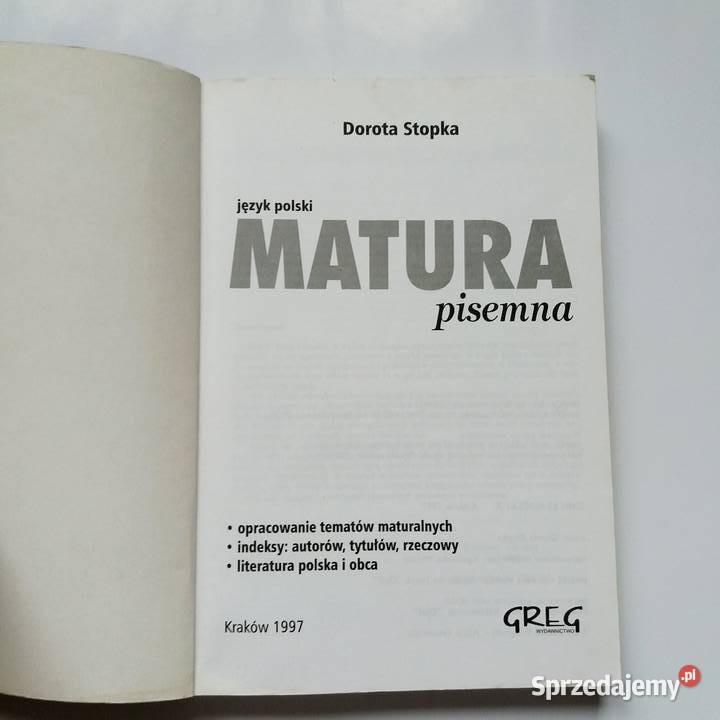 Dorota Stopka
język polski
MATURA
pisemna
• opracowanie tematów maturalnych
• indeksy: autorów, tytułów, rzeczowy
• literatura polska i obca
Kraków 1997
GREG
WYDAWNICTWO
Sprzedajemy.pl